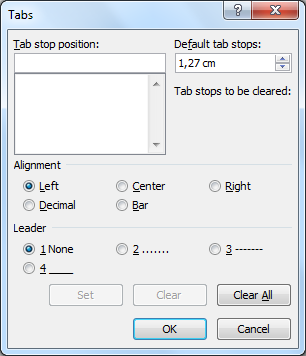 Tabs
Tab stop position: Default tab stops:
1,27 cm
Tab stops to be cleared:
Alignment
Left Center Right
Decimal Bar
Leader
1 None 2 ....... 3 -------
4 ____
Set Clear Clear All
OK Cancel